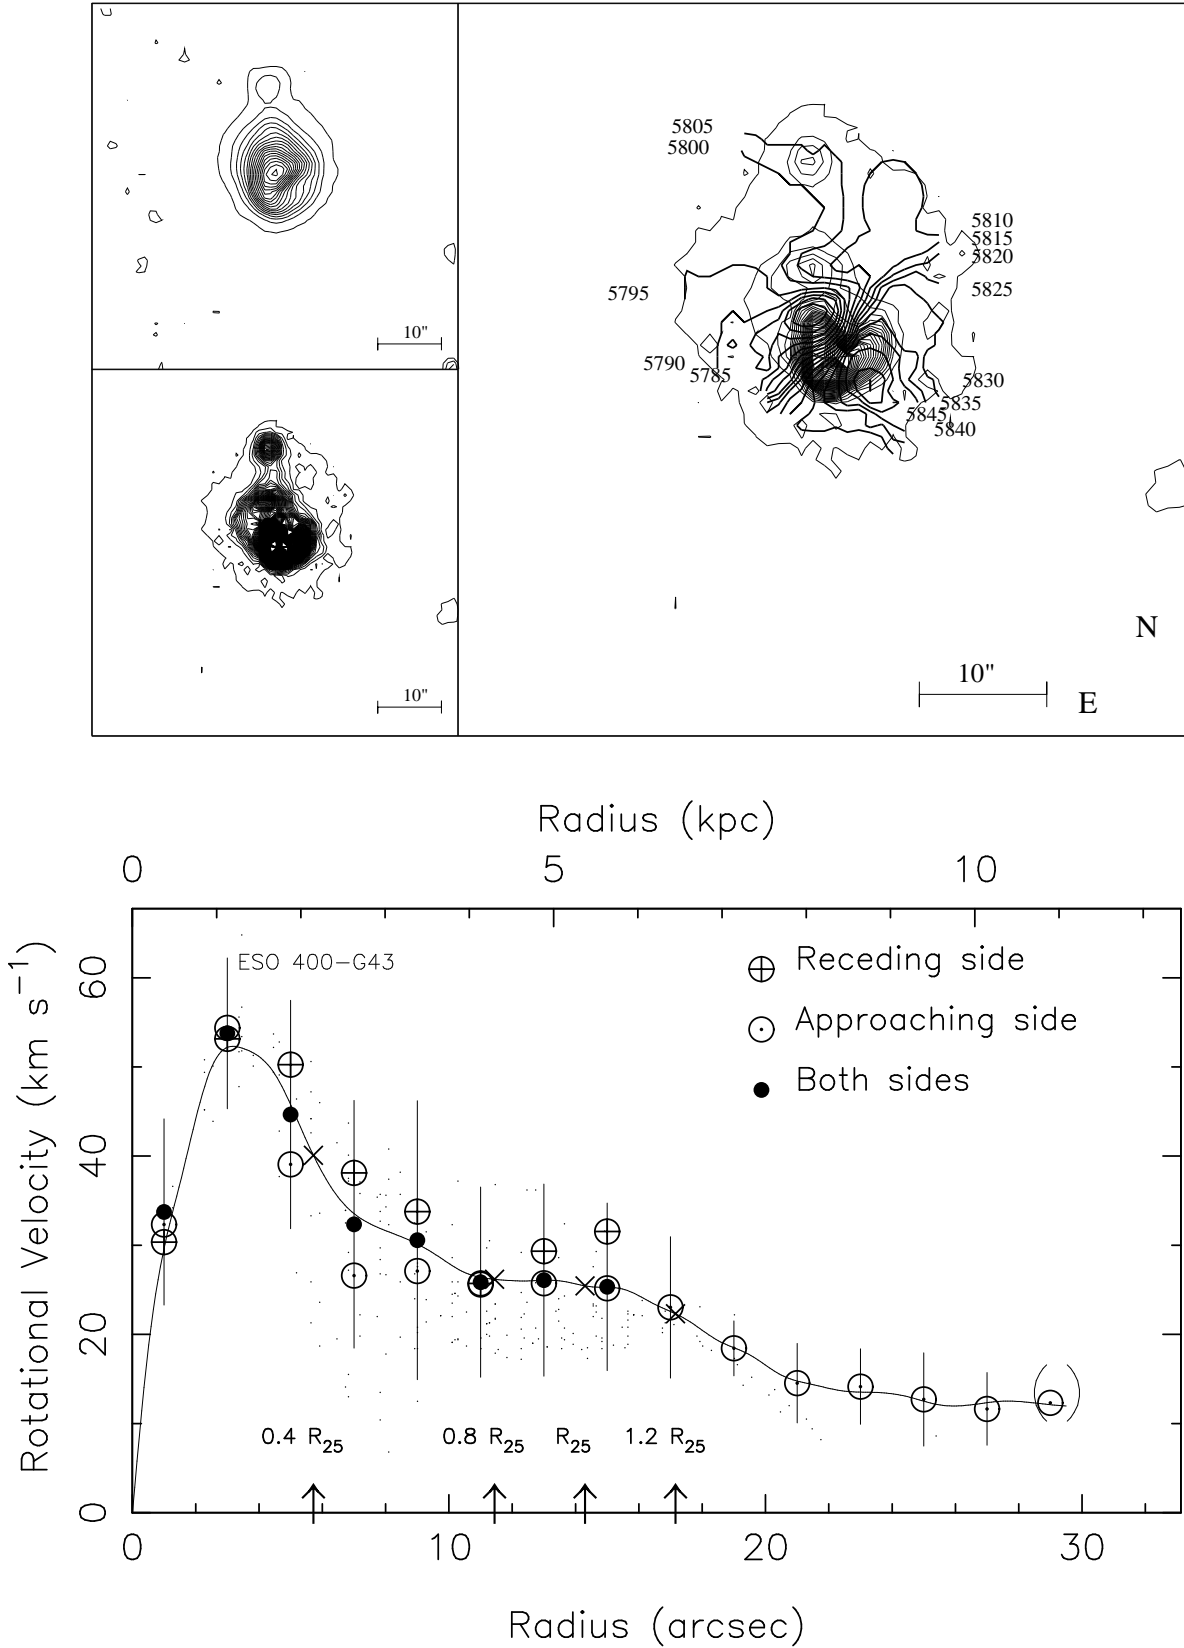 10"
10"
5805
5800
5810
5815
5820
5825
5795
5790 5785
5830
5835
5845
5840
N
10"
E
Radius (kpc)
0 5 10
ESO 400−G43
Receding side
Approaching side
Both sides
Rotational Velocity (km s−1)
60
40
20
0
0.4 R25 0.8 R25 R25 1.2 R25
0 10 20 30
Radius (arcsec)